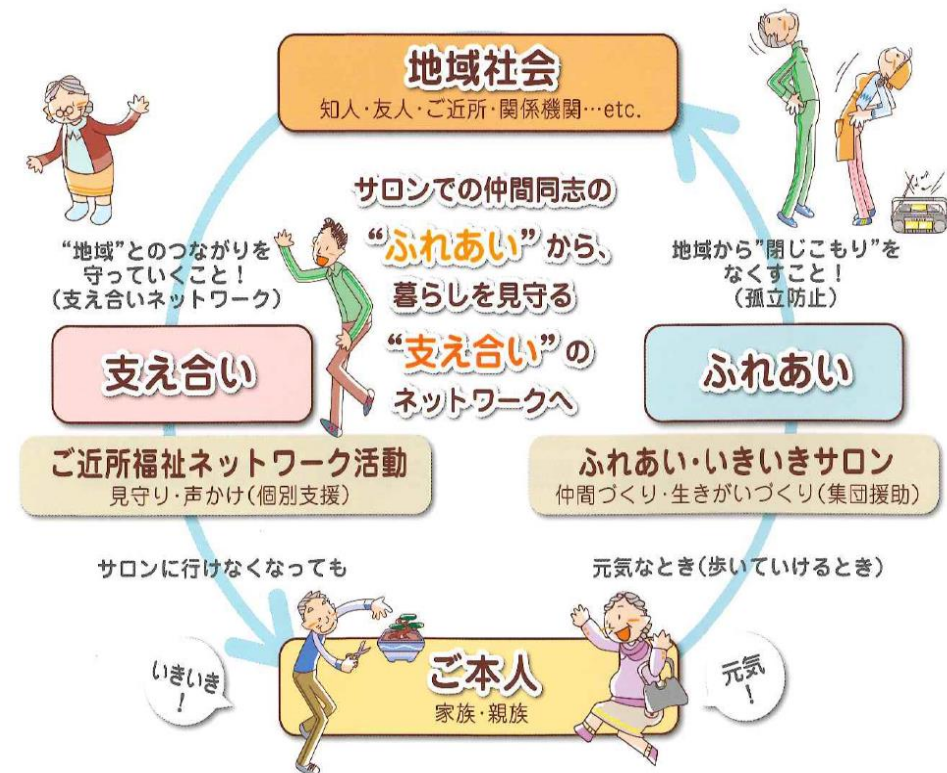 地域社会
知人・友人・ご近所・関係機関…etc.
サロンでの仲間同志の
“ふれあい”から、
暮らしを見守る
“支え合い”の
ネットワークへ
“地域”とのつながりを
守っていくこと！
（支え合いネットワーク）
地域から”閉じこもり”を
なくすこと！
（孤立防止）
支え合い
ふれあい
ご近所福祉ネットワーク活動
見守り・声かけ（個別支援）
ふれあい・いきいきサロン
仲間づくり・生きがいづくり（集団援助）
サロンに行けなくなっても
元気なとき（歩いていけるとき）
いきいき
！
ご本人
家族・親族
元気
！